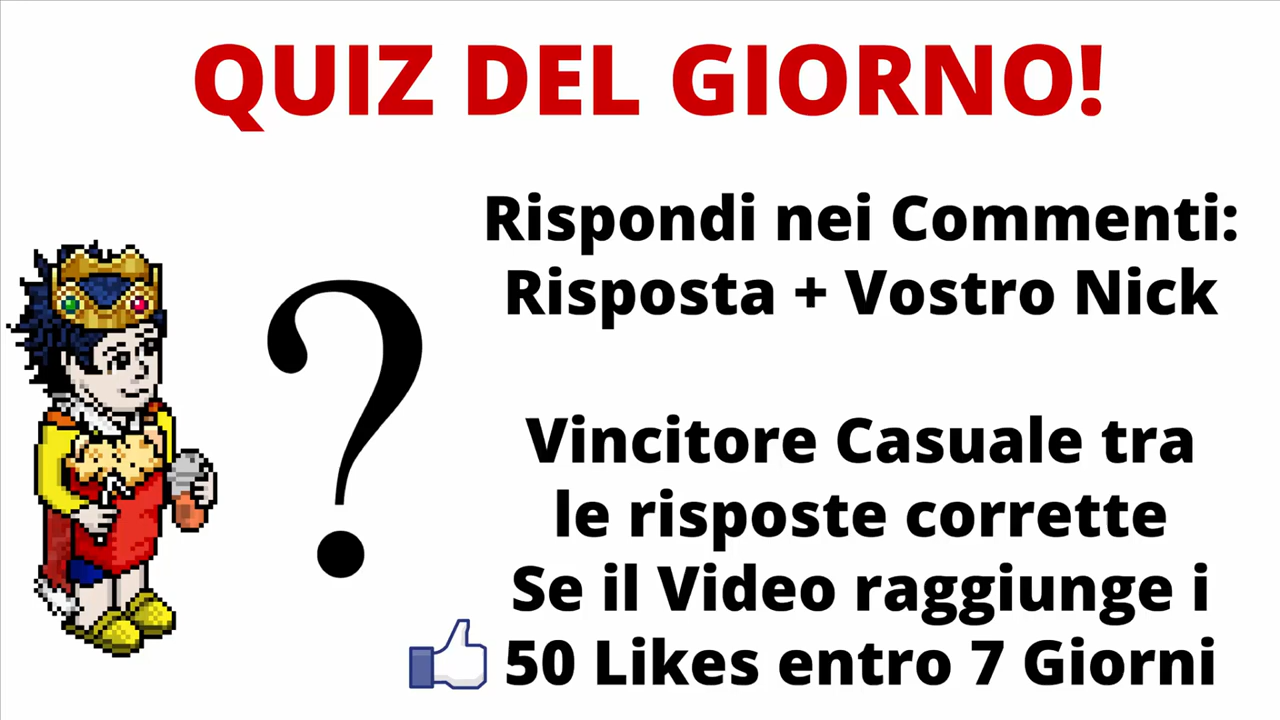 QUIZ DEL GIORNO!
Rispondi nei Commenti:
Risposta + Vostro Nick
Vincitore Casuale tra
le risposte corrette
Se il Video raggiunge i
50 Likes entro 7 Giorni
?